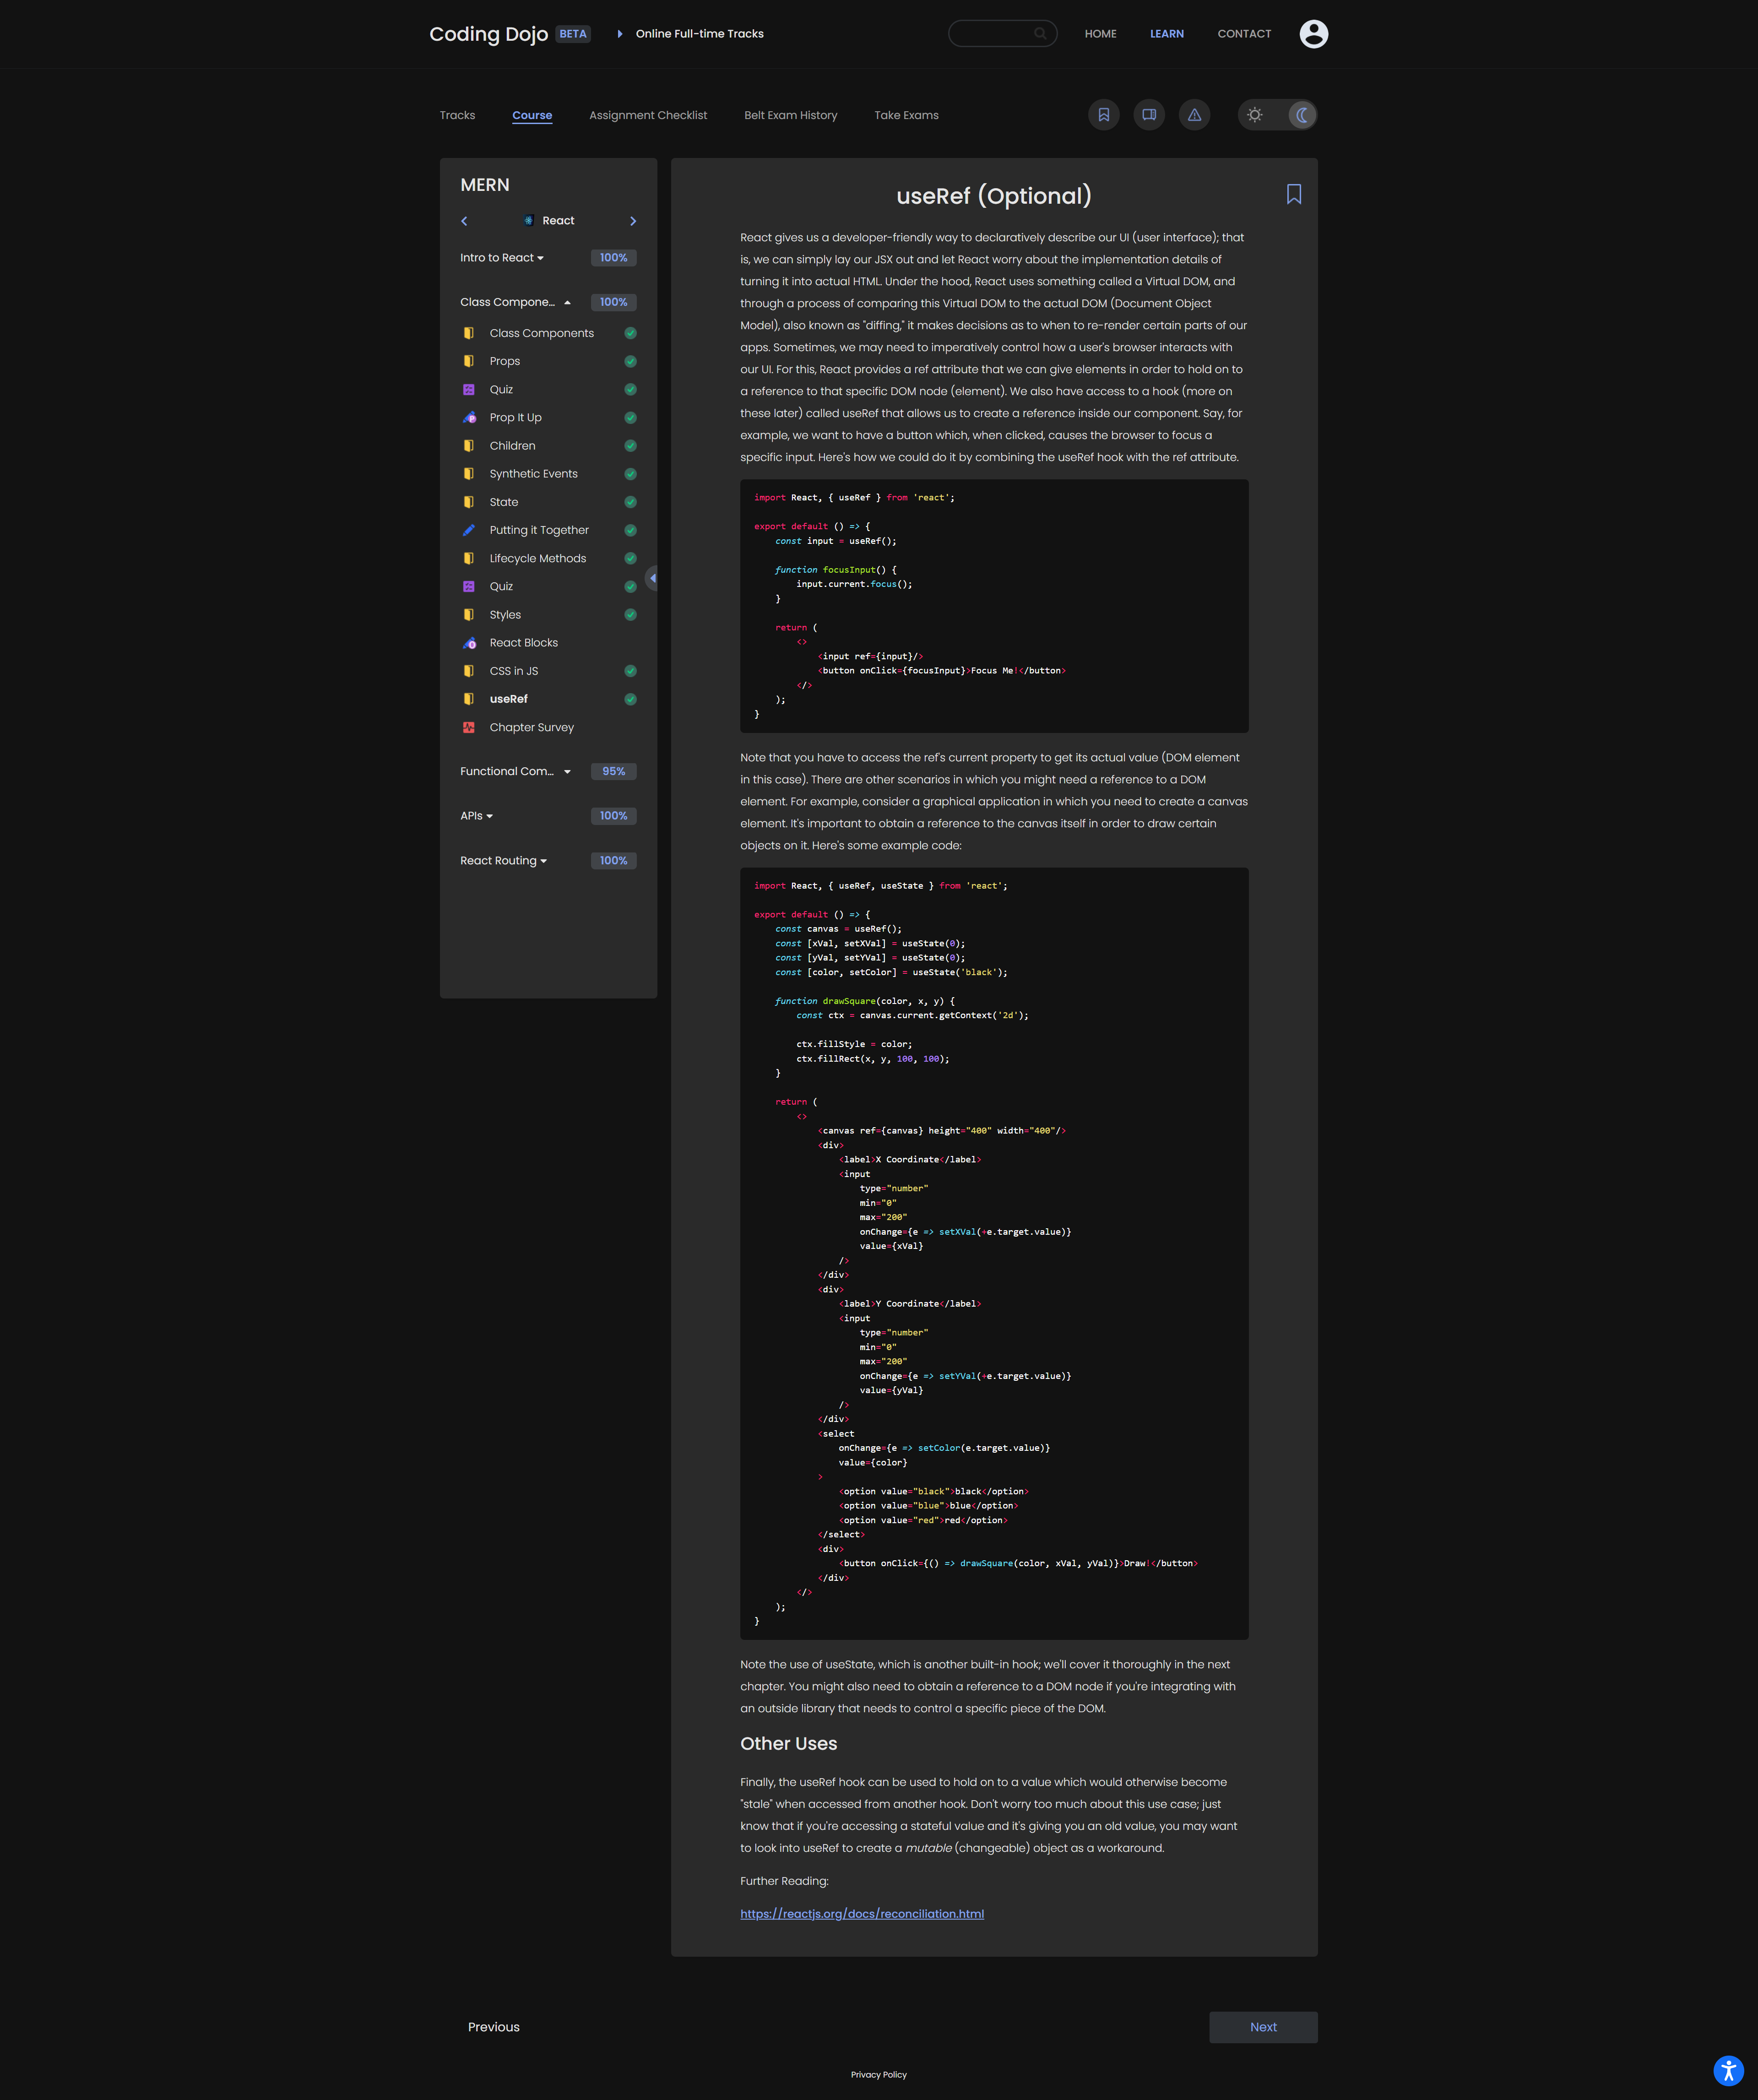 Coding Dojo BETA Online Full-time Tracks HOME LEARN CONTACT
Tracks Course Assignment Checklist Belt Exam History Take Exams
MERN
React
Intro to React 100%
Class Compone... 100%
Class Components
Props
Quiz
Prop It Up
Children
Synthetic Events
State
Putting it Together
Lifecycle Methods
Quiz
Styles
React Blocks
CSS in JS
useRef
Chapter Survey
Functional Com... 95%
APIs 100%
React Routing 100%
useRef (Optional)
React gives us a developer-friendly way to declaratively describe our UI (user interface); that
is, we can simply lay our JSX out and let React worry about the implementation details of
turning it into actual HTML. Under the hood, React uses something called a Virtual DOM, and
through a process of comparing this Virtual DOM to the actual DOM (Document Object
Model), also known as "diffing," it makes decisions as to when to re-render certain parts of our
apps. Sometimes, we may need to imperatively control how a user's browser interacts with
our UI. For this, React provides a ref attribute that we can give elements in order to hold on to
a reference to that specific DOM node (element). We also have access to a hook (more on
these later) called useRef that allows us to create a reference inside our component. Say, for
example, we want to have a button which, when clicked, causes the browser to focus a
specific input. Here's how we could do it by combining the useRef hook with the ref attribute.
import React, { useRef } from 'react';
export default () => {
    const input = useRef();
    function focusInput() {
        input.current.focus();
    }
    return (
        <>
            <input ref={input}/>
            <button onClick={focusInput}>Focus Me!</button>
        </>
    );
}
Note that you have to access the ref's current property to get its actual value (DOM element
in this case). There are other scenarios in which you might need a reference to a DOM
element. For example, consider a graphical application in which you need to create a canvas
element. It's important to obtain a reference to the canvas itself in order to draw certain
objects on it. Here's some example code:
import React, { useRef, useState } from 'react';
export default () => {
    const canvas = useRef();
    const [xVal, setXVal] = useState(0);
    const [yVal, setYVal] = useState(0);
    const [color, setColor] = useState('black');
    function drawSquare(color, x, y) {
        const ctx = canvas.current.getContext('2d');
        ctx.fillStyle = color;
        ctx.fillRect(x, y, 100, 100);
    }
    return (
        <>
            <canvas ref={canvas} height="400" width="400"/>
            <div>
                <label>X Coordinate</label>
                <input
                    type="number"
                    min="0"
                    max="200"
                    onChange={e => setXVal(+e.target.value)}
                    value={xVal}
                />
            </div>
            <div>
                <label>Y Coordinate</label>
                <input
                    type="number"
                    min="0"
                    max="200"
                    onChange={e => setYVal(+e.target.value)}
                    value={yVal}
                />
            </div>
            <select
                onChange={e => setColor(e.target.value)}
                value={color}
            >
                <option value="black">black</option>
                <option value="blue">blue</option>
                <option value="red">red</option>
            </select>
            <div>
                <button onClick={() => drawSquare(color, xVal, yVal)}>Draw!</button>
            </div>
        </>
    );
}
Note the use of useState, which is another built-in hook; we'll cover it thoroughly in the next
chapter. You might also need to obtain a reference to a DOM node if you're integrating with
an outside library that needs to control a specific piece of the DOM.
Other Uses
Finally, the useRef hook can be used to hold on to a value which would otherwise become
"stale" when accessed from another hook. Don't worry too much about this use case; just
know that if you're accessing a stateful value and it's giving you an old value, you may want
to look into useRef to create a mutable (changeable) object as a workaround.
Further Reading:
https://reactjs.org/docs/reconciliation.html
Previous Next
Privacy Policy